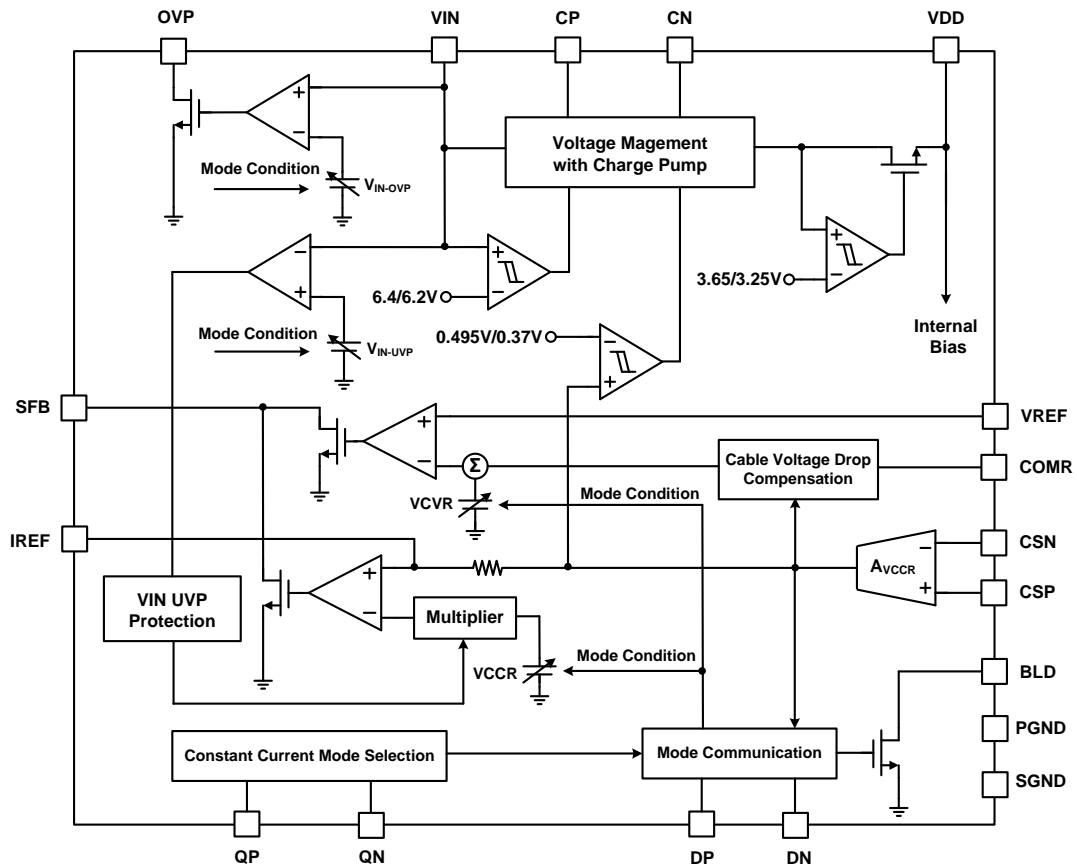 OVP
VIN
CP
CN
VDD
+
−
Mode Condition
VIN-OVP
Voltage Magement
with Charge Pump
+
−
3.65/3.25V
−
+
+
−
6.4/6.2V
Mode Condition
VIN-UVP
0.495V/0.37V
−
+
Internal
Bias
SFB
+
−
Σ
VREF
Cable Voltage Drop
Compensation
COMR
VCVR
Mode Condition
IREF
+
−
AVCCR
−
+
CSN
CSP
VIN UVP
Protection
Multiplier
VCCR
Mode Condition
BLD
PGND
SGND
Constant Current Mode Selection
Mode Communication
QP
QN
DP
DN